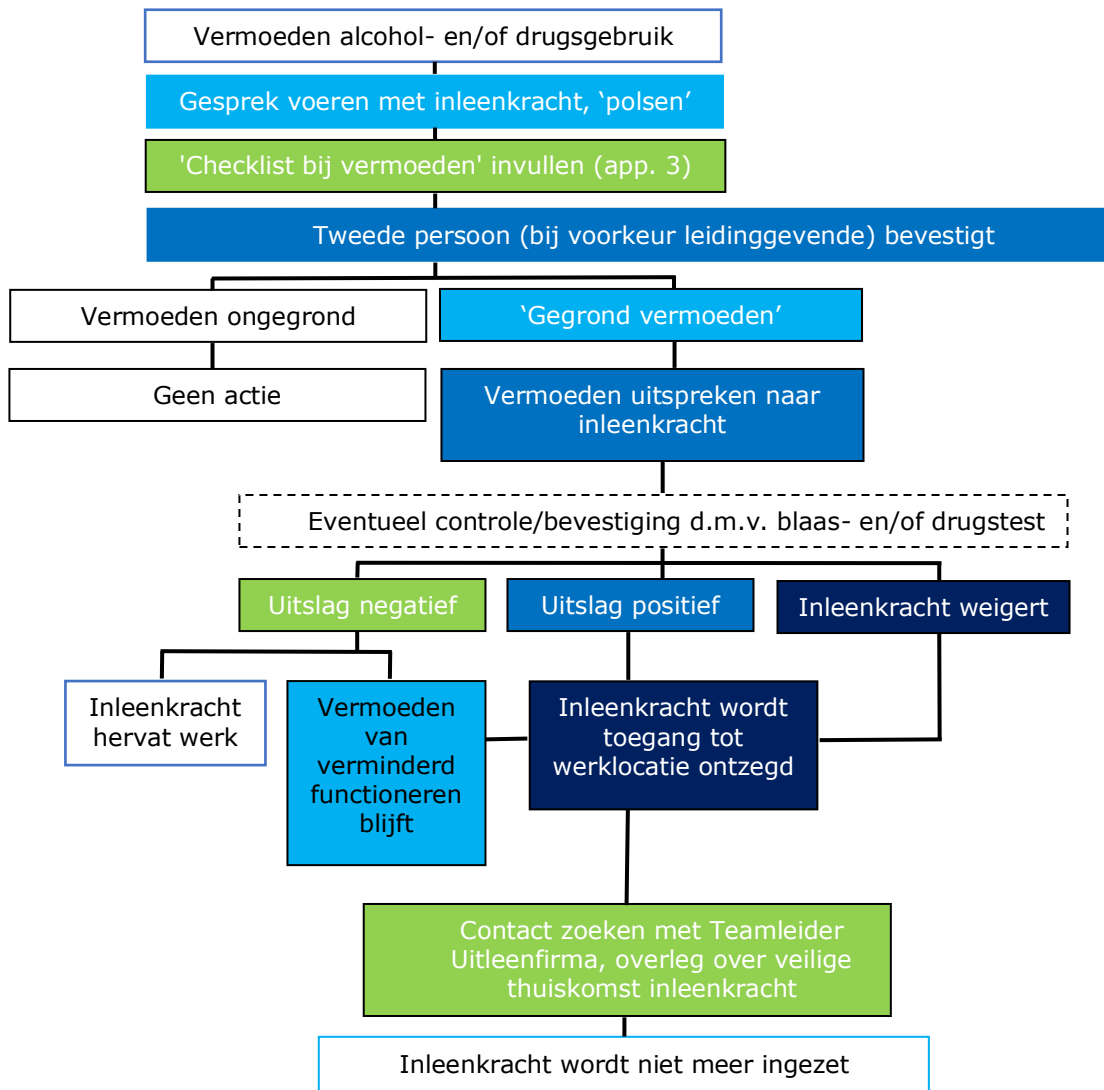 Vermoeden alcohol- en/of drugsgebruik
Gesprek voeren met inleenkracht, ‘polsen’
'Checklist bij vermoeden' invullen (app. 3)
Tweede persoon (bij voorkeur leidinggevende) bevestigt
Vermoeden ongegrond
‘Gegrond vermoeden’
Geen actie
Vermoeden uitspreken naar
inleenkracht
Eventueel controle/bevestiging d.m.v. blaas- en/of drugstest
Uitslag negatief
Uitslag positief
Inleenkracht weigert
Inleenkracht
hervat werk
Vermoeden
van
verminderd
functioneren
blijft
Inleenkracht wordt
toegang tot
werklocatie ontzegd
Contact zoeken met Teamleider
Uitleenfirma, overleg over veilige
thuiskomst inleenkracht
Inleenkracht wordt niet meer ingezet